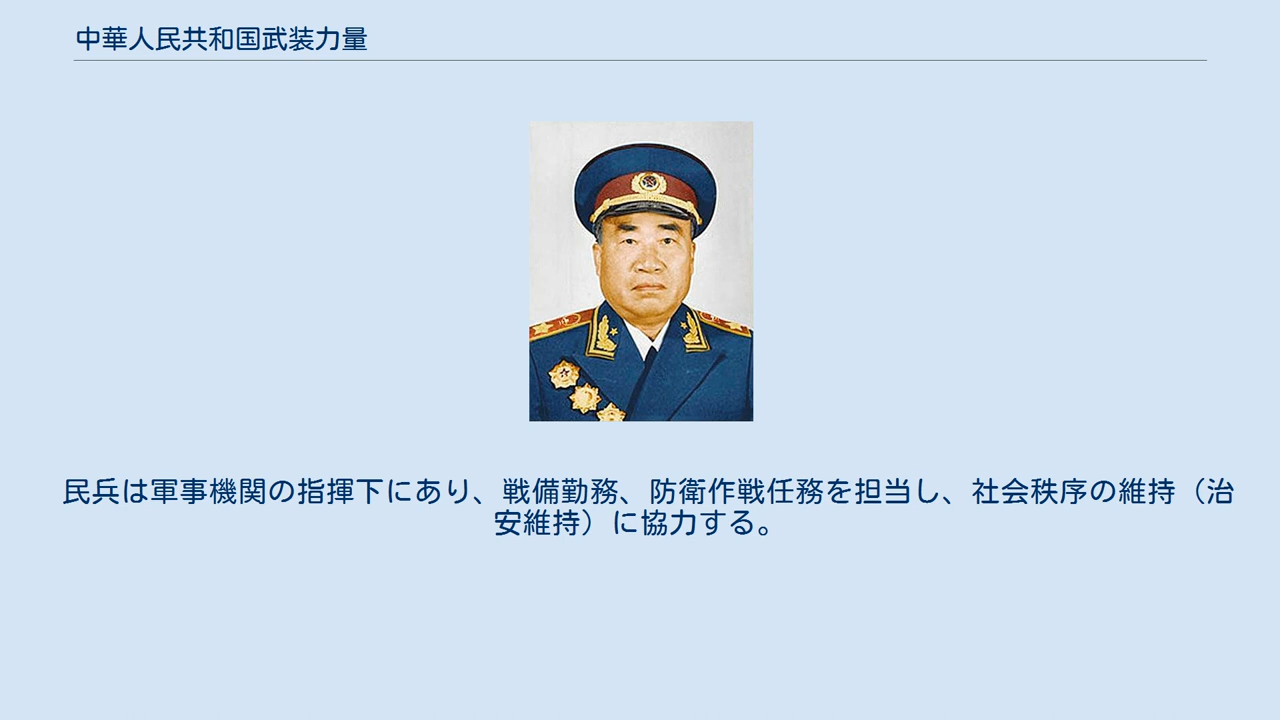 中華人民共和国武装力量
民兵は軍事機関の指揮下にあり、戦備勤務、防衛作戦任務を担当し、社会秩序の維持（治
安維持）に協力する。